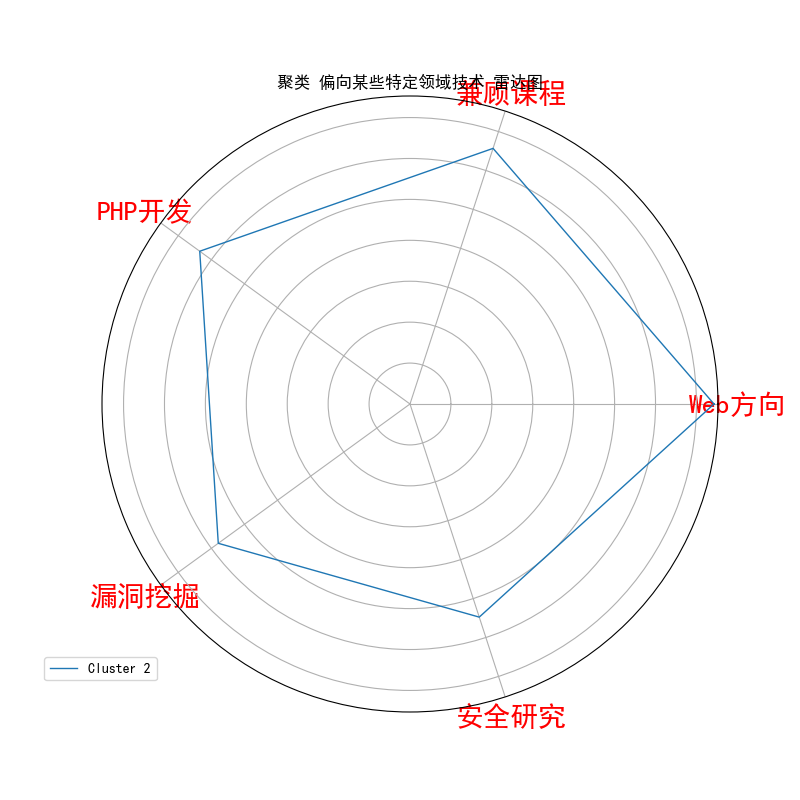 聚类 偏向某些特定领域技术 雷达图
兼顾课程
PHP开发
Web方向
漏洞挖掘
Cluster 2
安全研究